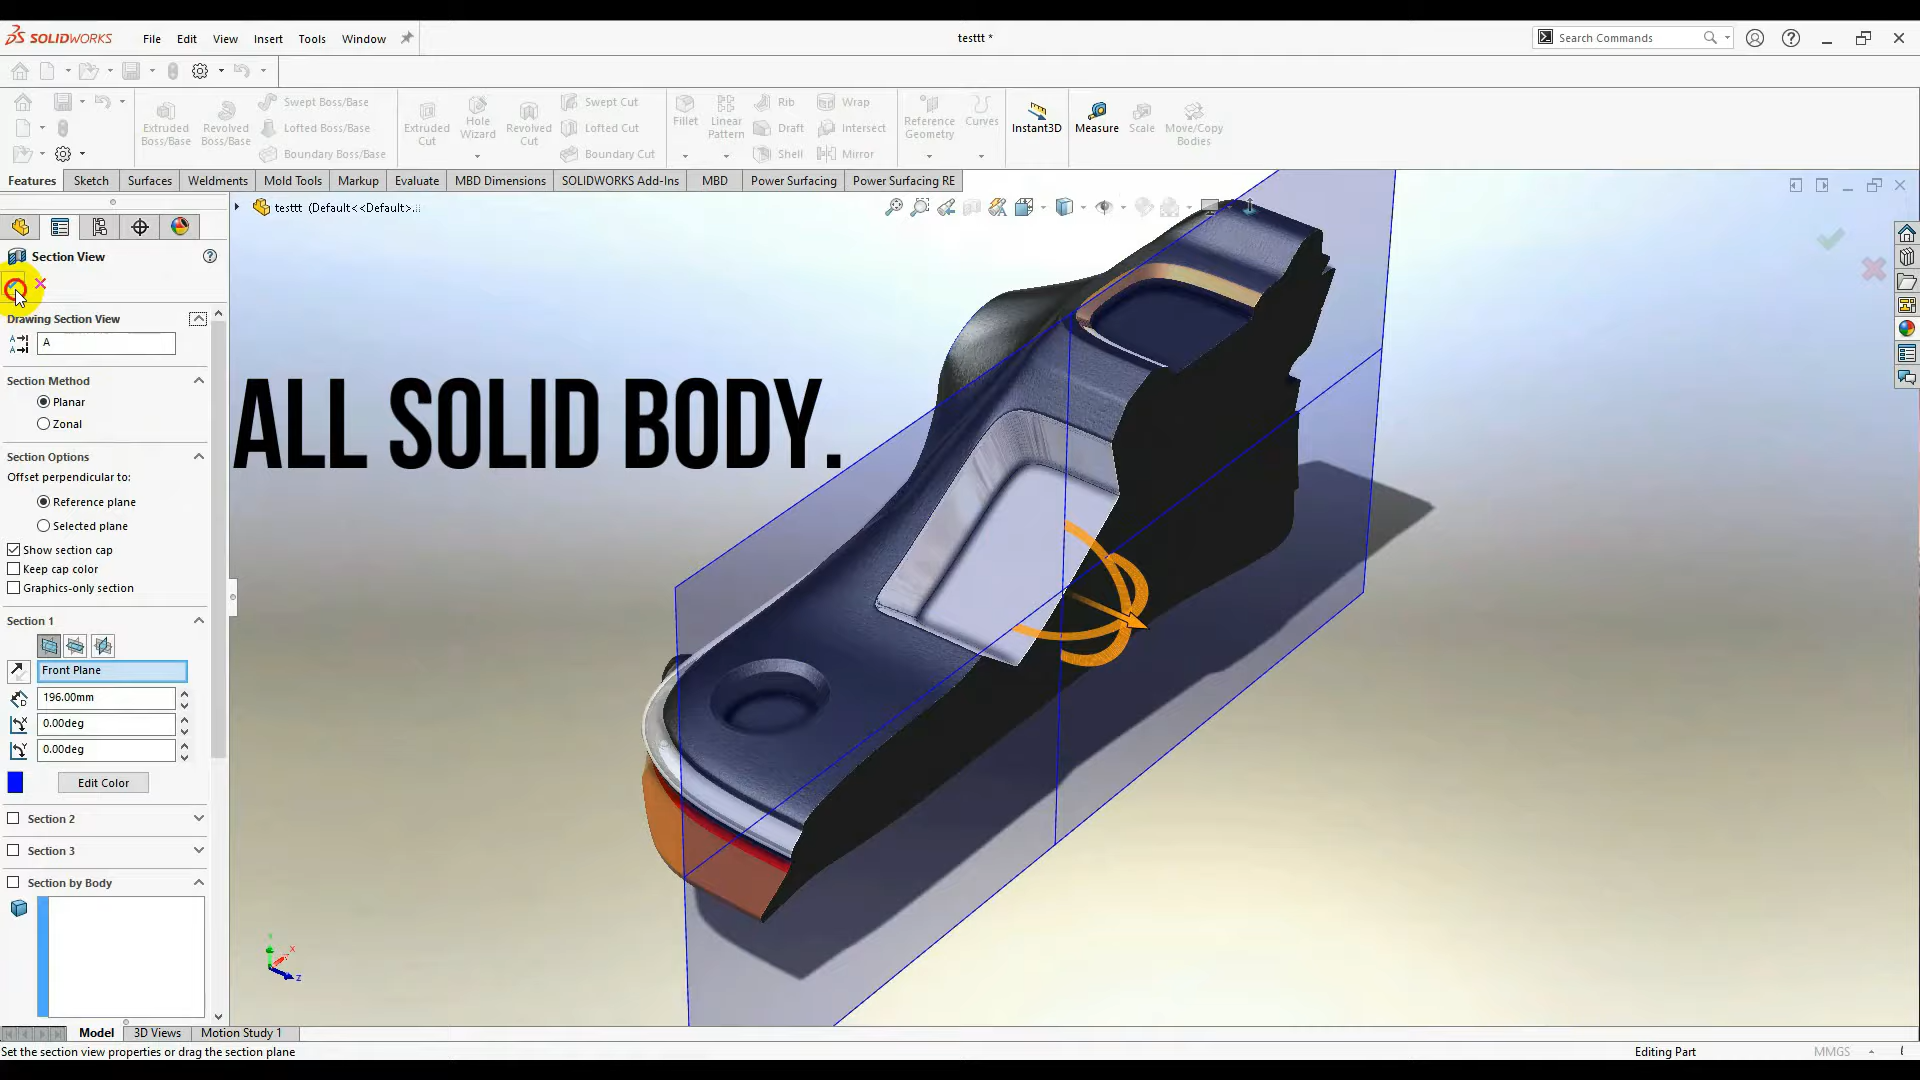 SOLIDWORKS File Edit View Insert Tools Window testtt * Search Commands
Extruded Boss/Base
Revolved Boss/Base
Swept Boss/Base
Lofted Boss/Base
Boundary Boss/Base
Extruded Cut
Hole Wizard
Revolved Cut
Swept Cut
Lofted Cut
Boundary Cut
Fillet
Linear Pattern
Rib
Draft
Shell
Wrap
Intersect
Mirror
Reference Geometry
Curves
Instant3D
Measure
Scale
Move/Copy Bodies
Features Sketch Surfaces Weldments Mold Tools Markup Evaluate MBD Dimensions SOLIDWORKS Add-Ins MBD Power Surfacing Power Surfacing RE
testtt (Default<<Default>...
Section View
Drawing Section View
A
Section Method
Planar
Zonal
Section Options
Offset perpendicular to:
Reference plane
Selected plane
Show section cap
Keep cap color
Graphics-only section
Section 1
Front Plane
196.00mm
0.00deg
0.00deg
Edit Color
Section 2
Section 3
Section by Body
ALL SOLID BODY.
Y
X
Z
Model 3D Views Motion Study 1
Set the section view properties or drag the section plane Editing Part MMGS